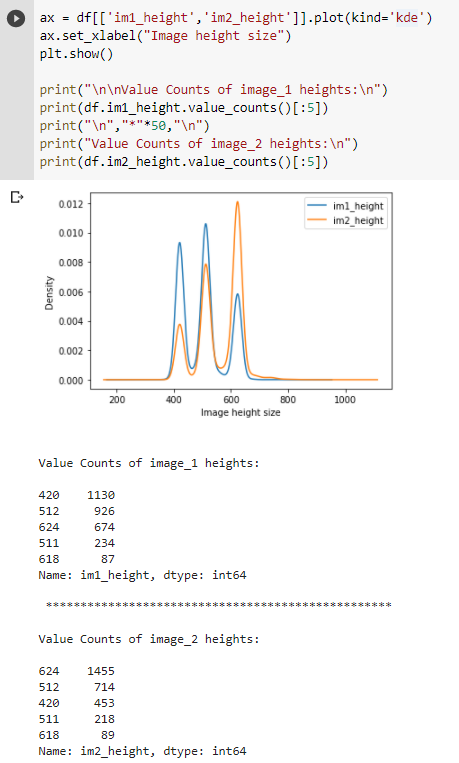 ax = df[['im1_height','im2_height']].plot(kind='kde')
ax.set_xlabel("Image height size")
plt.show()
print("\n\nValue Counts of image_1 heights:\n")
print(df.im1_height.value_counts()[:5])
print("\n","*"*50,"\n")
print("Value Counts of image_2 heights:\n")
print(df.im2_height.value_counts()[:5])
0.012
0.010
0.008
0.006
0.004
0.002
0.000
Density
im1_height
im2_height
200 400 600 800 1000
Image height size
Value Counts of image_1 heights:
420 1130
512 926
624 674
511 234
618 87
Name: im1_height, dtype: int64
**************************************************
Value Counts of image_2 heights:
624 1455
512 714
420 453
511 218
618 89
Name: im2_height, dtype: int64